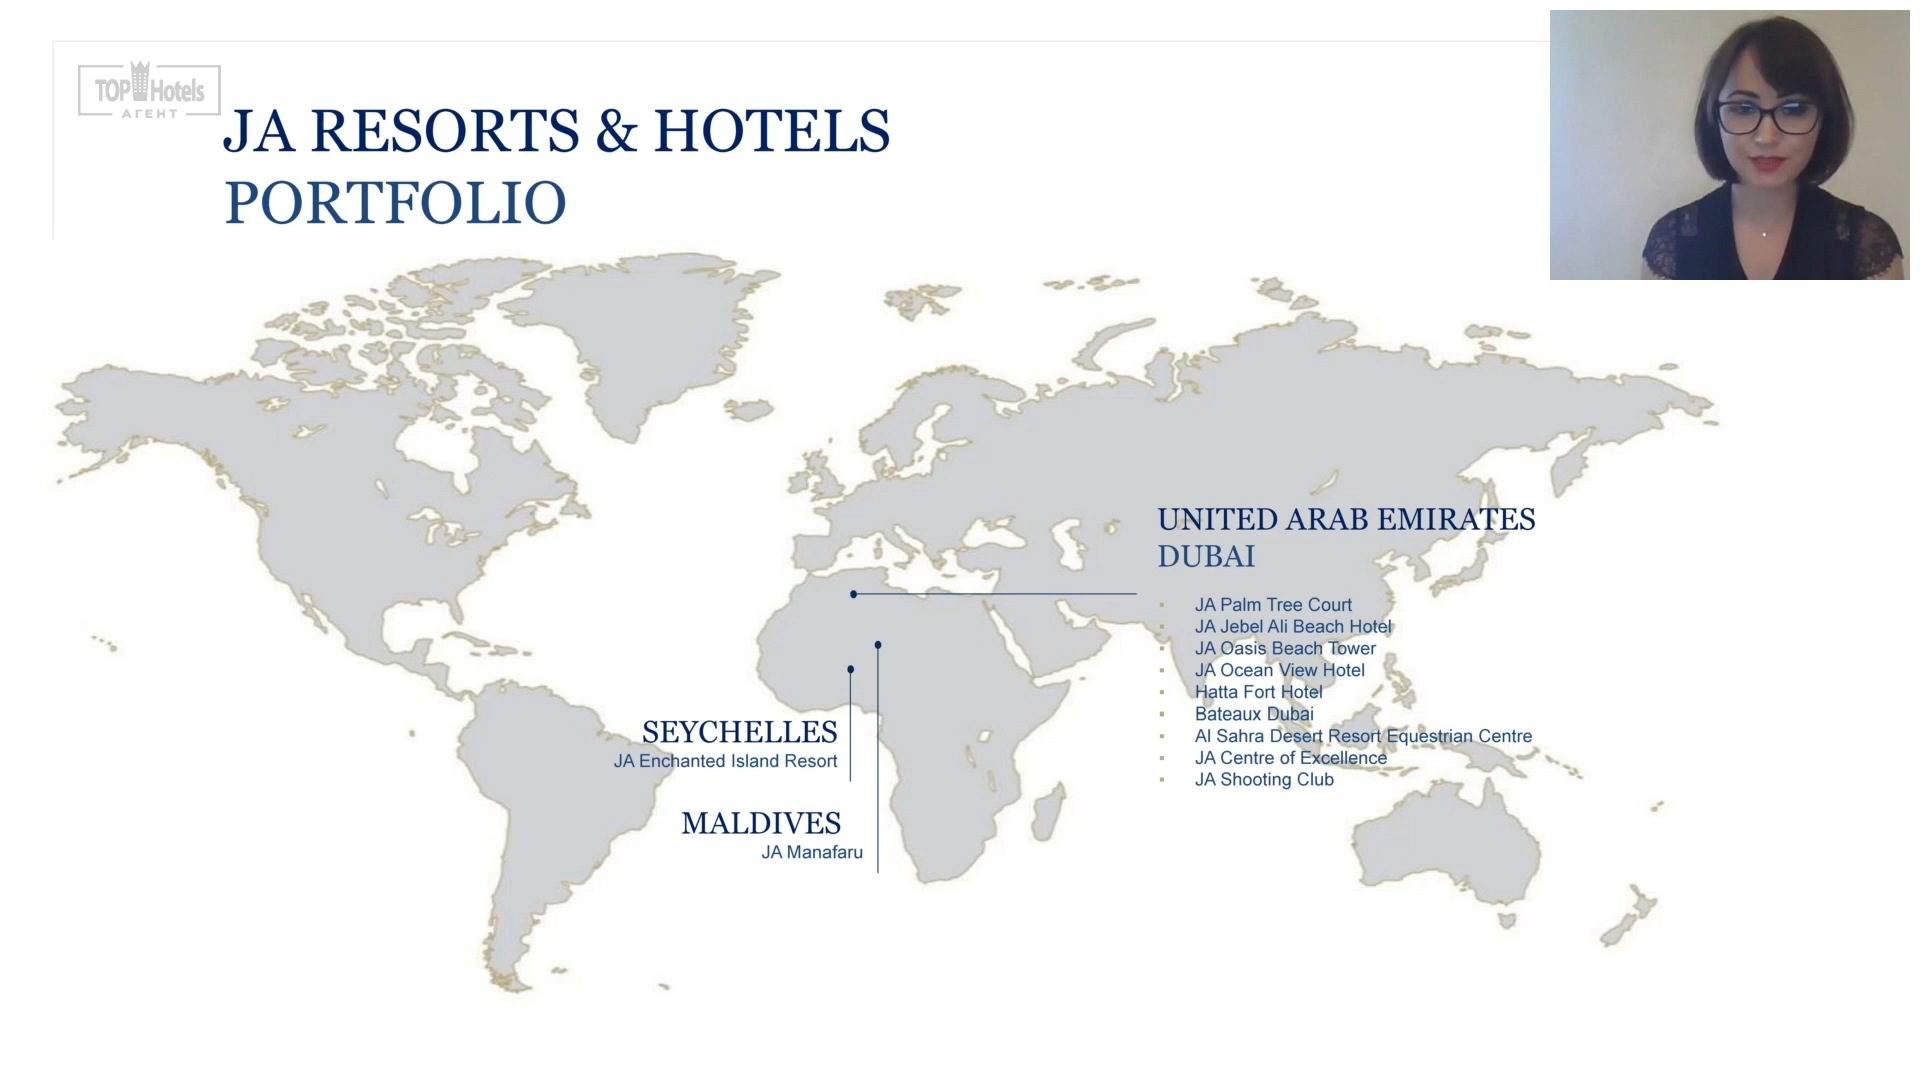 TOP Hotels
АГЕНТ
JA RESORTS & HOTELS
PORTFOLIO
UNITED ARAB EMIRATES
DUBAI
JA Palm Tree Court
JA Jebel Ali Beach Hotel
JA Oasis Beach Tower
JA Ocean View Hotel
Hatta Fort Hotel
Bateaux Dubai
Al Sahra Desert Resort Equestrian Centre
JA Centre of Excellence
JA Shooting Club
SEYCHELLES
JA Enchanted Island Resort
MALDIVES
JA Manafaru